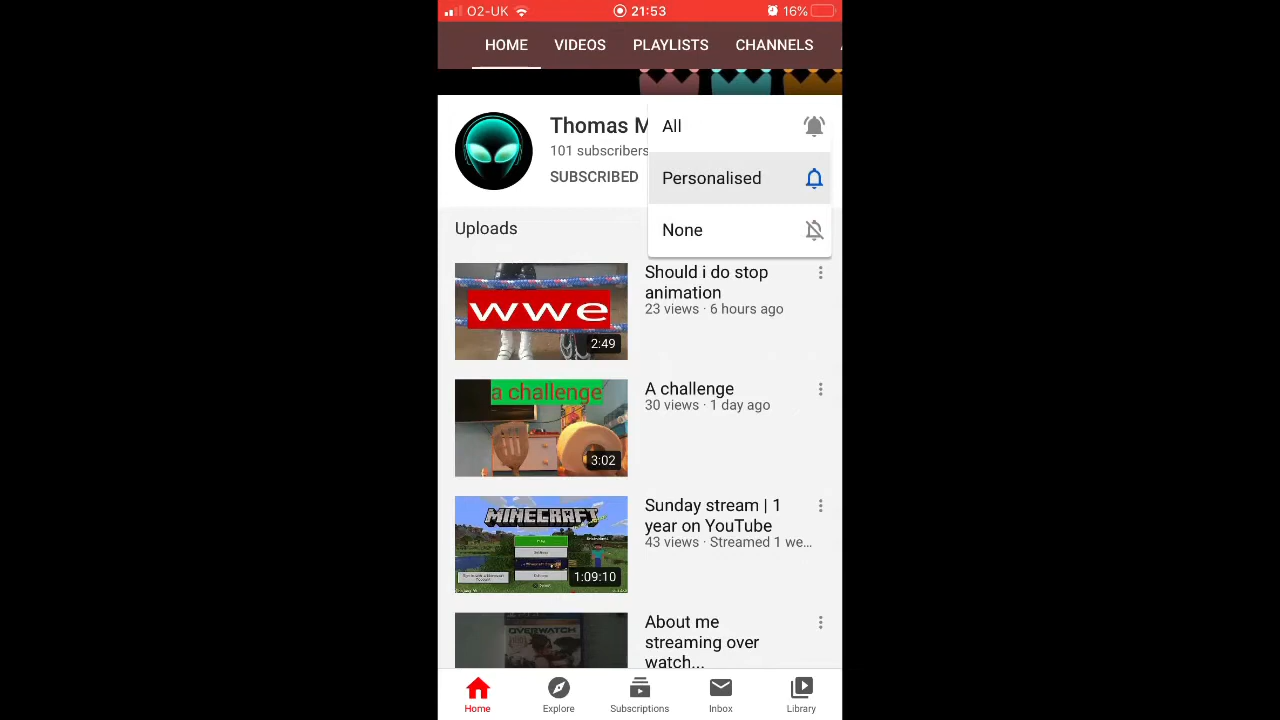 O2-UK 21:53 16%
HOME VIDEOS PLAYLISTS CHANNELS
Thomas M
101 subscribers
SUBSCRIBED
All
Personalised
None
Uploads
wwe
2:49
Should i do stop
animation
23 views · 6 hours ago
a challenge
3:02
A challenge
30 views · 1 day ago
MINECRAFT
1:09:10
Sunday stream | 1
year on YouTube
43 views · Streamed 1 we...
OVERWATCH
About me
streaming over
watch...
Home Explore Subscriptions Inbox Library